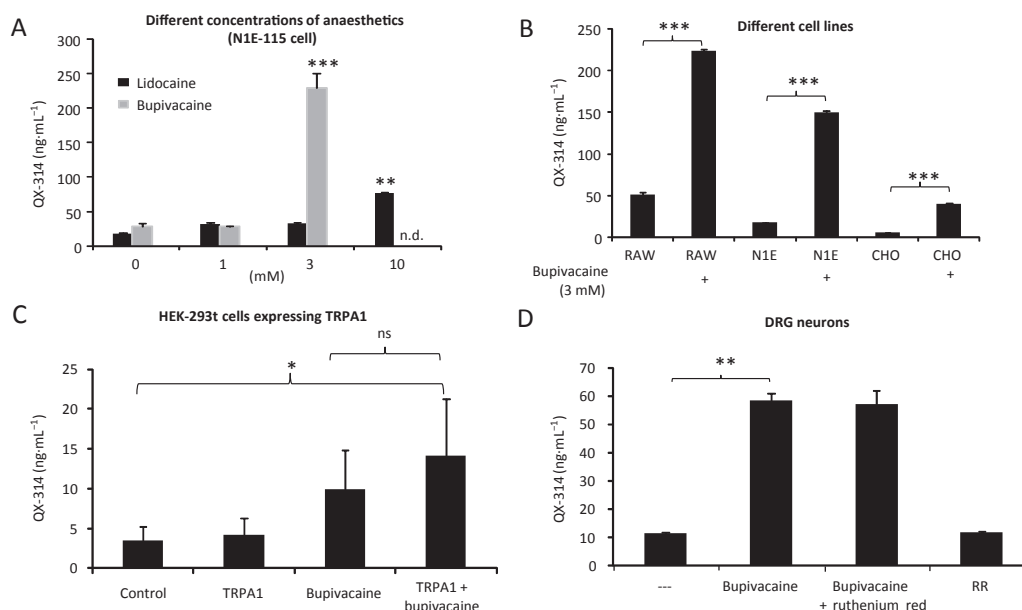 A
Different concentrations of anaesthetics
(N1E-115 cell)
QX-314 (ng·mL⁻¹)
300
250
200
150
100
50
0
Lidocaine
Bupivacaine
***
**
n.d.
0 1 3 10
(mM)
B
Different cell lines
QX-314 (ng·mL⁻¹)
250
200
150
100
50
0
***
***
***
RAW RAW N1E N1E CHO CHO
Bupivacaine + + +
(3 mM)
C
HEK-293t cells expressing TRPA1
QX-314 (ng·mL⁻¹)
25
20
15
10
5
0
ns
*
Control TRPA1 Bupivacaine TRPA1 +
bupivacaine
D
DRG neurons
QX-314 (ng·mL⁻¹)
70
60
50
40
30
20
10
0
**
--- Bupivacaine Bupivacaine RR
+ ruthenium red